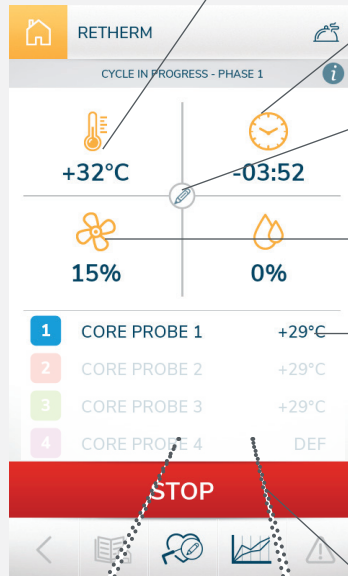 RETHERM
CYCLE IN PROGRESS - PHASE 1
i
+32°C
-03:52
15%
0%
1 CORE PROBE 1 +29°C
2 CORE PROBE 2 +29°C
3 CORE PROBE 3 +29°C
4 CORE PROBE 4 DEF
STOP